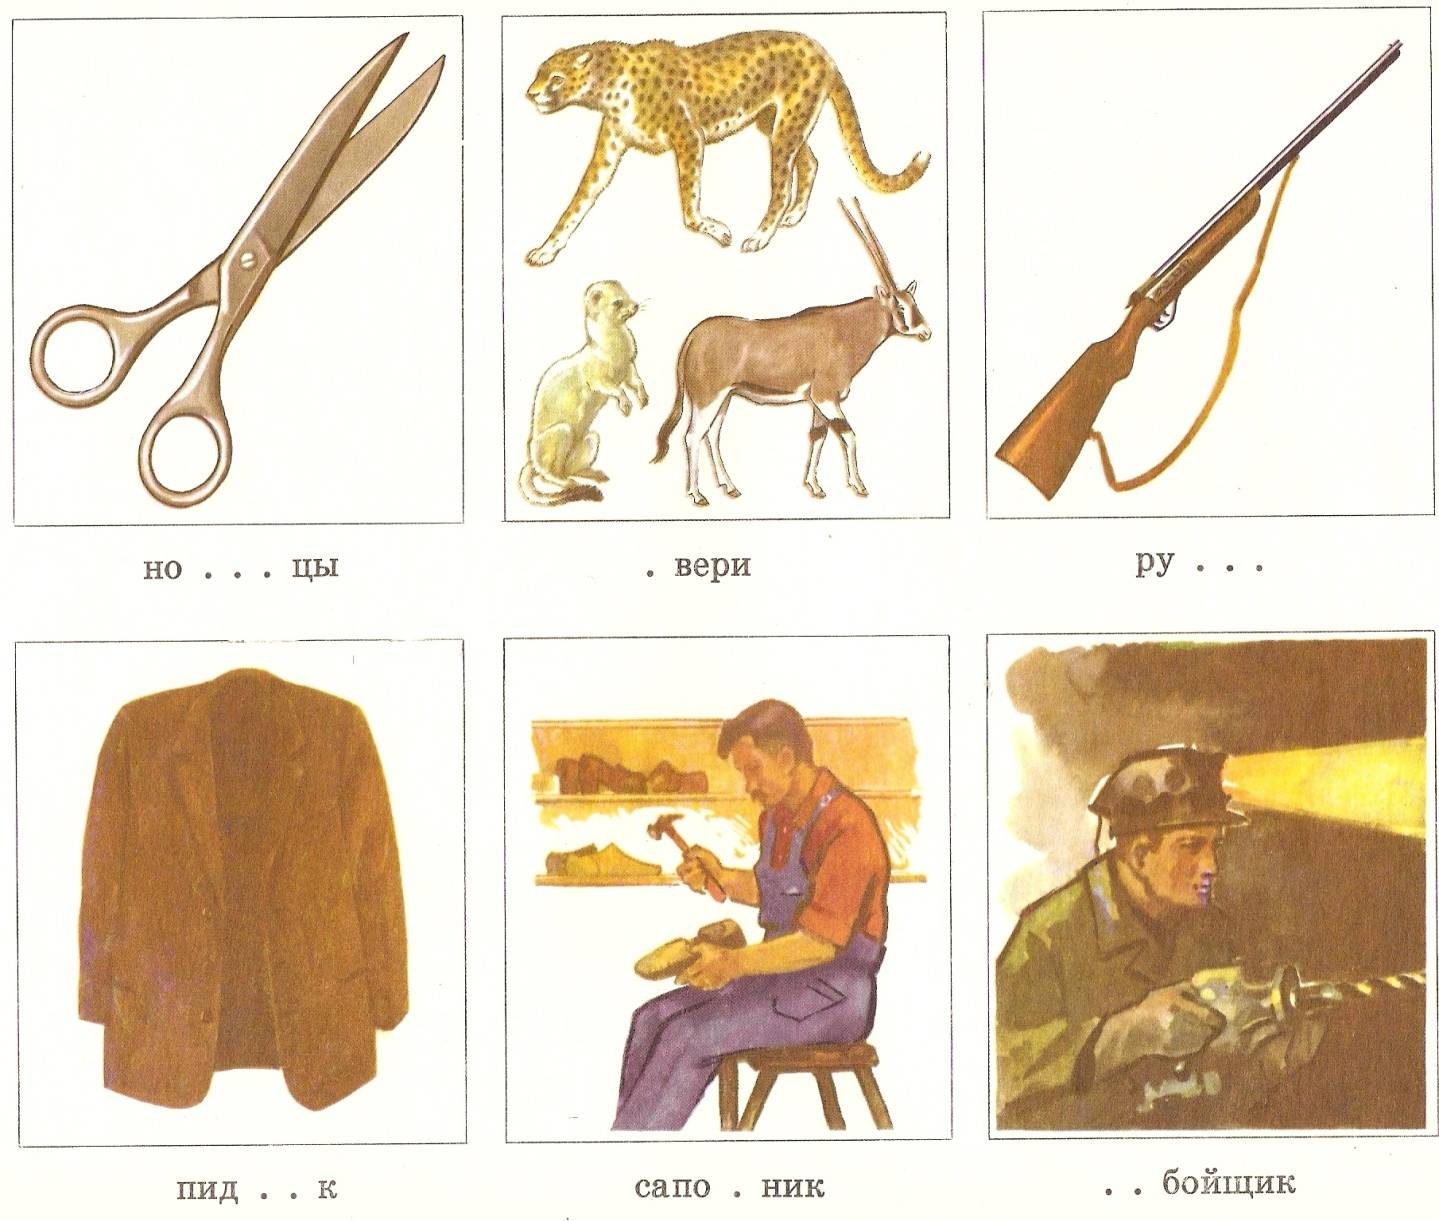 но . . . цы
. вери
ру . . .
пид . . к
сапо . ник
. . бойщик